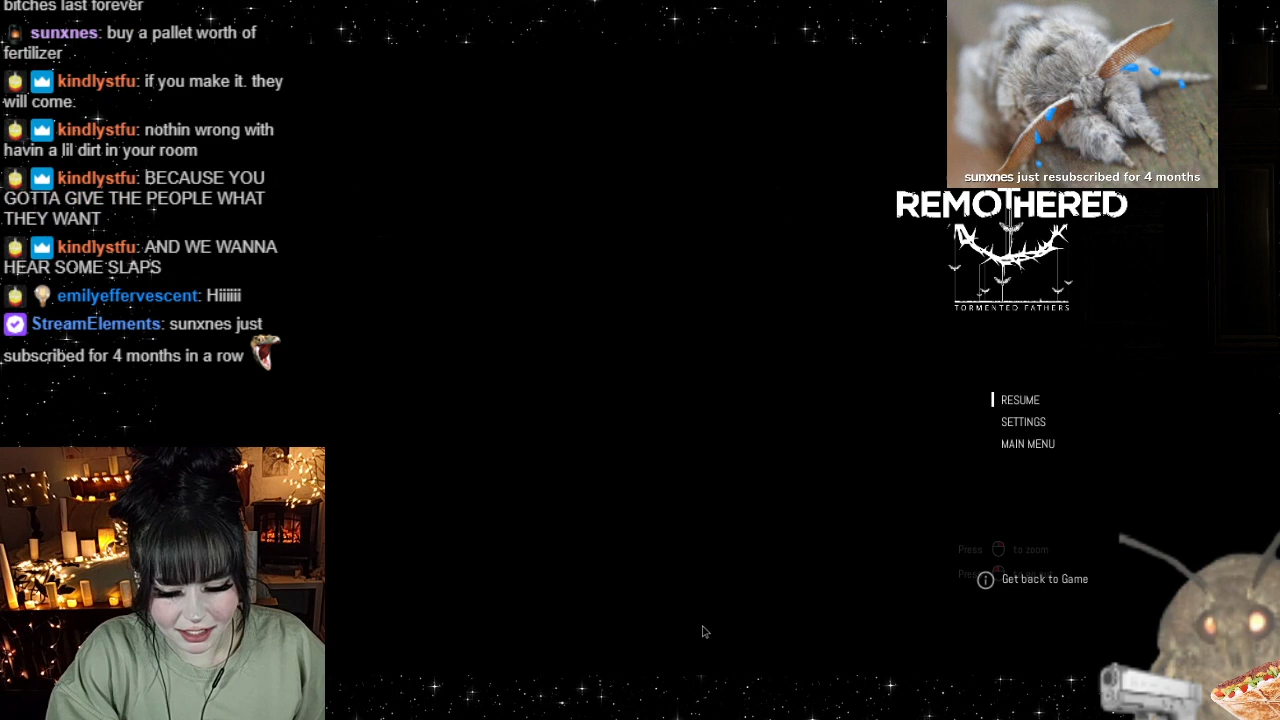 bitches last forever
sunxnes: buy a pallet worth of
fertilizer
kindlystfu: if you make it. they
will come:
kindlystfu: nothin wrong with
havin a lil dirt in your room
kindlystfu: BECAUSE YOU
GOTTA GIVE THE PEOPLE WHAT
THEY WANT
kindlystfu: AND WE WANNA
HEAR SOME SLAPS
emilyeffervescent: Hiiiiii
StreamElements: sunxnes just
subscribed for 4 months in a row
sunxnes just resubscribed for 4 months
REMOTHERED
TORMENTED FATHERS
RESUME
SETTINGS
MAIN MENU
Press to zoom
Get back to Game